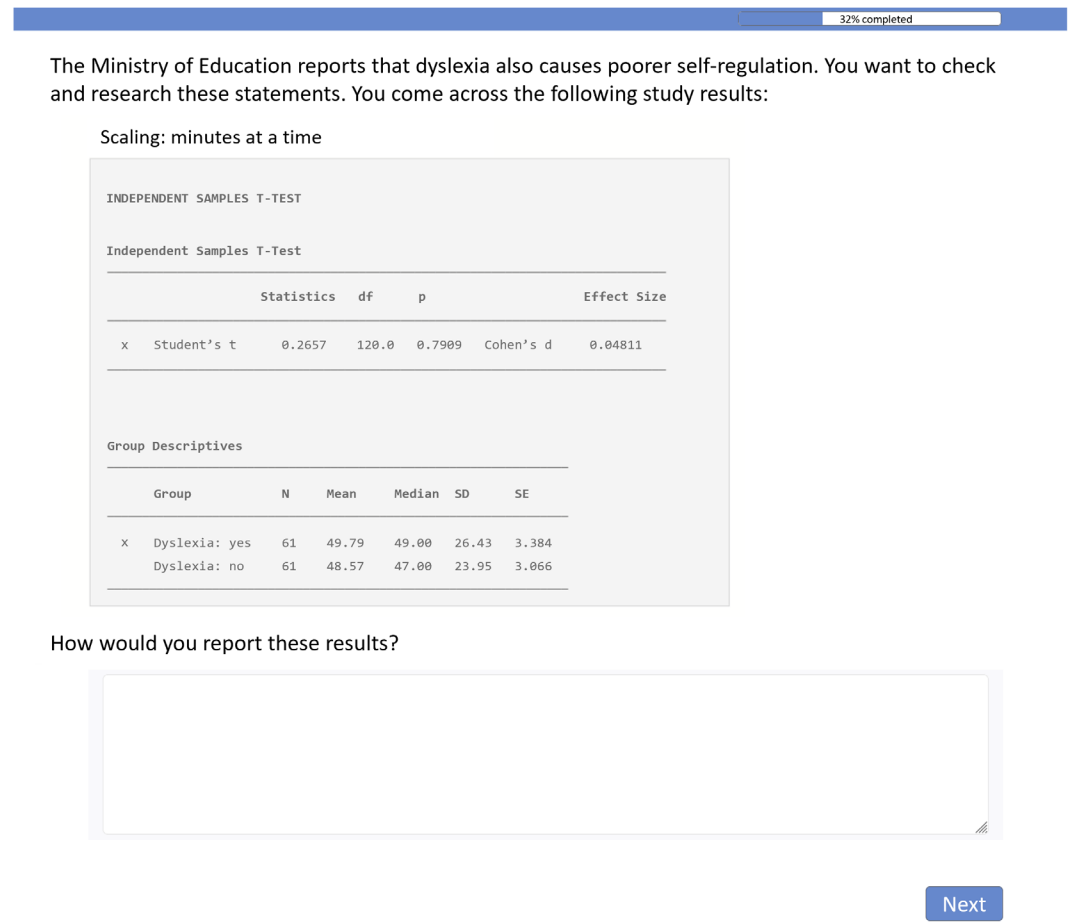 32% completed
The Ministry of Education reports that dyslexia also causes poorer self-regulation. You want to check
and research these statements. You come across the following study results:
Scaling: minutes at a time
INDEPENDENT SAMPLES T-TEST
Independent Samples T-Test
Statistics df p Effect Size
x Student’s t 0.2657 120.0 0.7909 Cohen’s d 0.04811
Group Descriptives
Group N Mean Median SD SE
x Dyslexia: yes 61 49.79 49.00 26.43 3.384
Dyslexia: no 61 48.57 47.00 23.95 3.066
How would you report these results?
Next